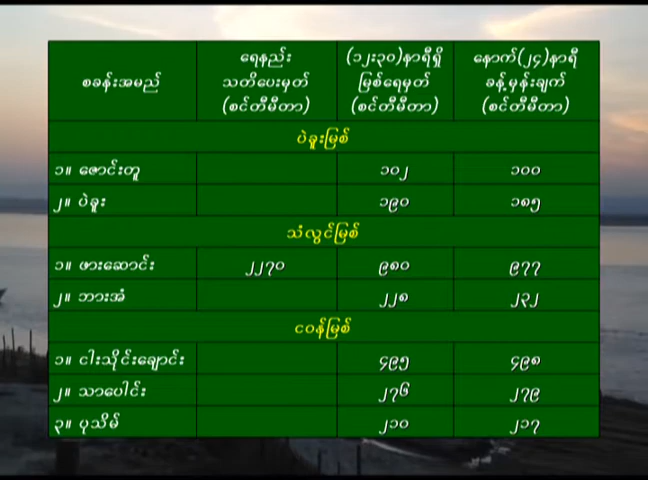 စခန်းအမည်
ရေနည်း
သတိပေးမှတ်
(စင်တီမီတာ)
(၁၂း၃၀)နာရီရှိ
မြစ်ရေမှတ်
(စင်တီမီတာ)
နောက်(၂၄)နာရီ
ခန့်မှန်းချက်
(စင်တီမီတာ)
ပဲခူးမြစ်
၁။ ဇောင်းတူ ၁၀၂ ၁၀၀
၂။ ပဲခူး ၁၉၀ ၁၈၅
သံလွင်မြစ်
၁။ ဖားဆောင်း ၂၂၇၀ ၉၈၀ ၉၇၇
၂။ ဘားအံ ၂၂၈ ၂၃၂
ငဝန်မြစ်
၁။ ငါးသိုင်းချောင်း ၄၉၅ ၄၉၈
၂။ သာပေါင်း ၂၇၆ ၂၇၉
၃။ ပုသိမ် ၂၁၀ ၂၁၇